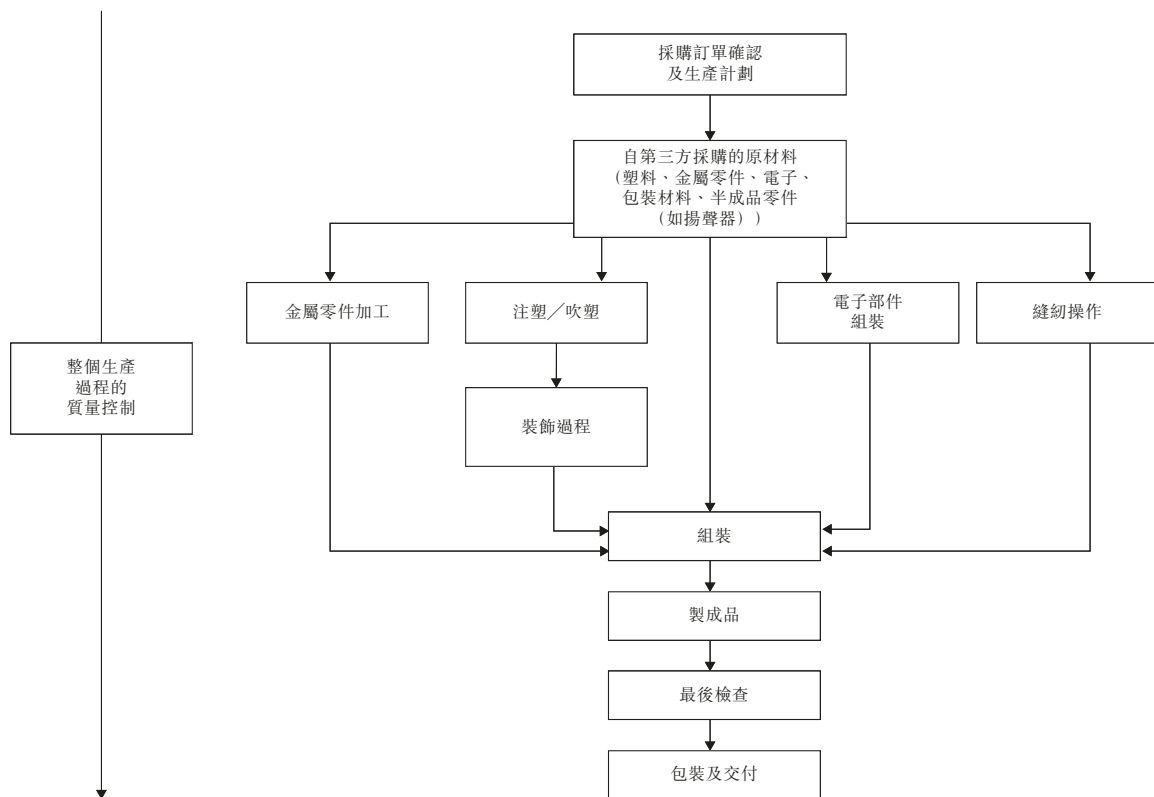 採購訂單確認
及生產計劃
自第三方採購的原材料
(塑料、金屬零件、電子、
包裝材料、半成品零件
(如揚聲器))
金屬零件加工
注塑／吹塑
電子部件
組裝
縫紉操作
整個生產
過程的
質量控制
裝飾過程
組裝
製成品
最後檢查
包裝及交付